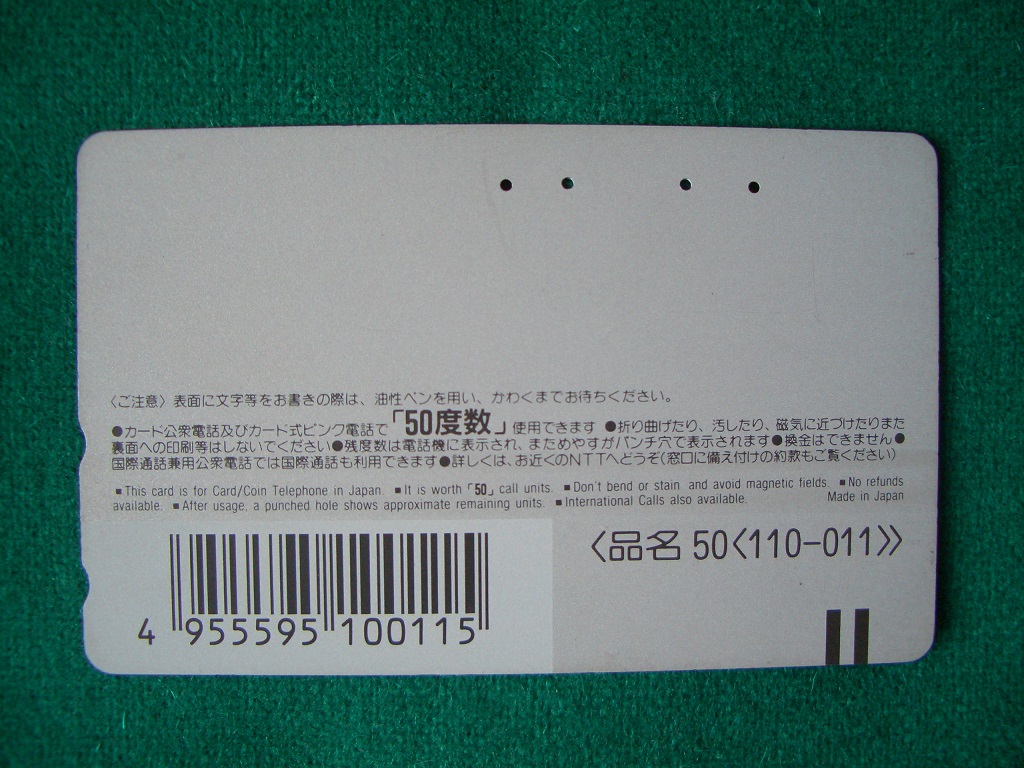 〈ご注意〉表面に文字等をお書きの際は、油性ペンを用い、かわくまでお待ちください。
●カード公衆電話及びカード式ピンク電話で「50度数」使用できます ●折り曲げたり、汚したり、磁気に近づけたりまた
裏面への印刷等はしないでください●残度数は電話機に表示され、まためやすがパンチ穴で表示されます●換金はできません●
国際通話兼用公衆電話では国際通話も利用できます●詳しくは、お近くのNTTへどうぞ(窓口に備え付けの約款もご覧ください)
■This card is for Card/Coin Telephone in Japan ■It is worth「50」call units. ■Don't bend or stain and avoid magnetic fields. ■No refunds
available. ■After usage, a punched hole shows approximate remaining units. ■International Calls also available. Made in Japan
〈品名 50〈110-011〉〉
4 955595 100115